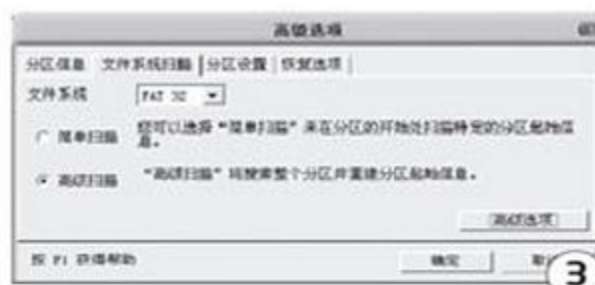 高级选项
分区信息 文件系统扫描 分区设置 恢复选项
文件系统 FAT 32
简单扫描 您可以选择“简单扫描”来在分区的开始处扫描特定的分区起始信息。
高级扫描 “高级扫描”将搜索整个分区并重建分区起始信息。
高级选项
按 F1 获得帮助 确定 取
3